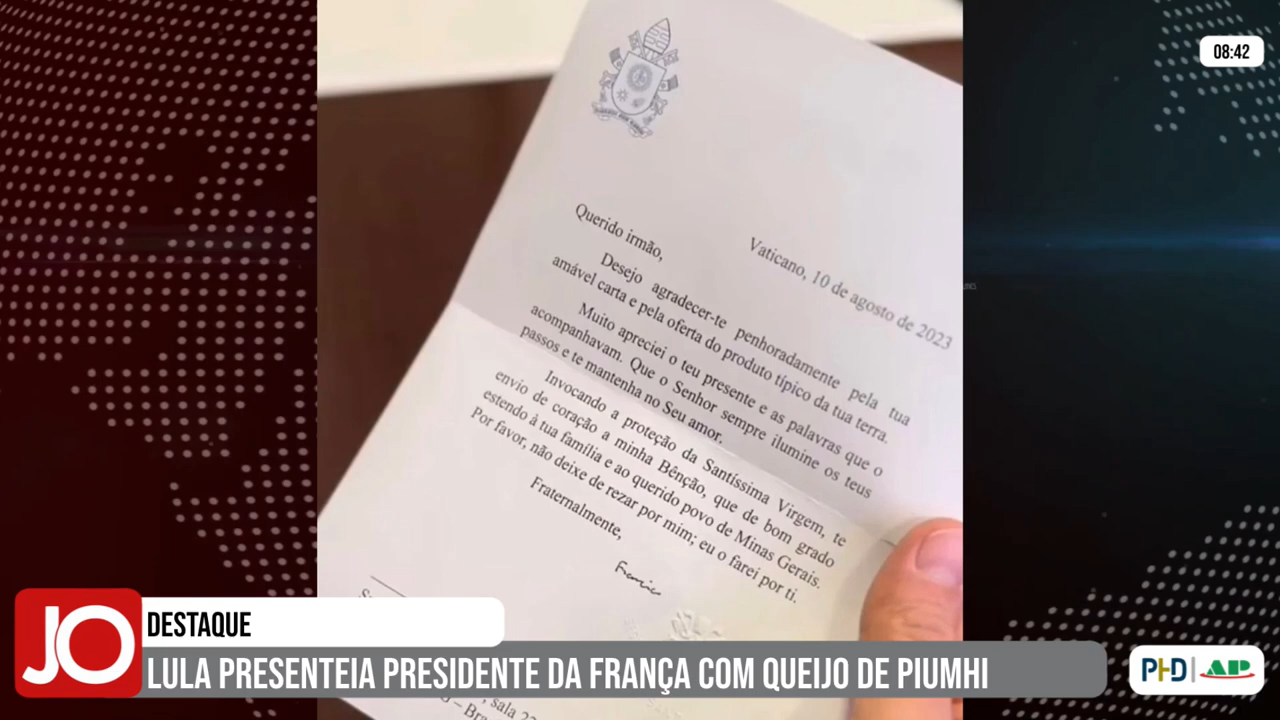 08:42
Vaticano, 10 de agosto de 2023
Querido irmão,
Desejo agradecer-te penhoradamente pela tua
amável carta e pela oferta do produto típico da tua terra.
Muito apreciei o teu presente e as palavras que o
acompanhavam. Que o Senhor sempre ilumine os teus
passos e te mantenha no Seu amor.
Invocando a proteção da Santíssima Virgem, te
envio de coração a minha Bênção, que de bom grado
estendo à tua família e ao querido povo de Minas Gerais.
Por favor, não deixe de rezar por mim; eu o farei por ti.
Fraternalmente,
JO
DESTAQUE
LULA PRESENTEIA PRESIDENTE DA FRANÇA COM QUEIJO DE PIUMHI
PHD | AP
sala